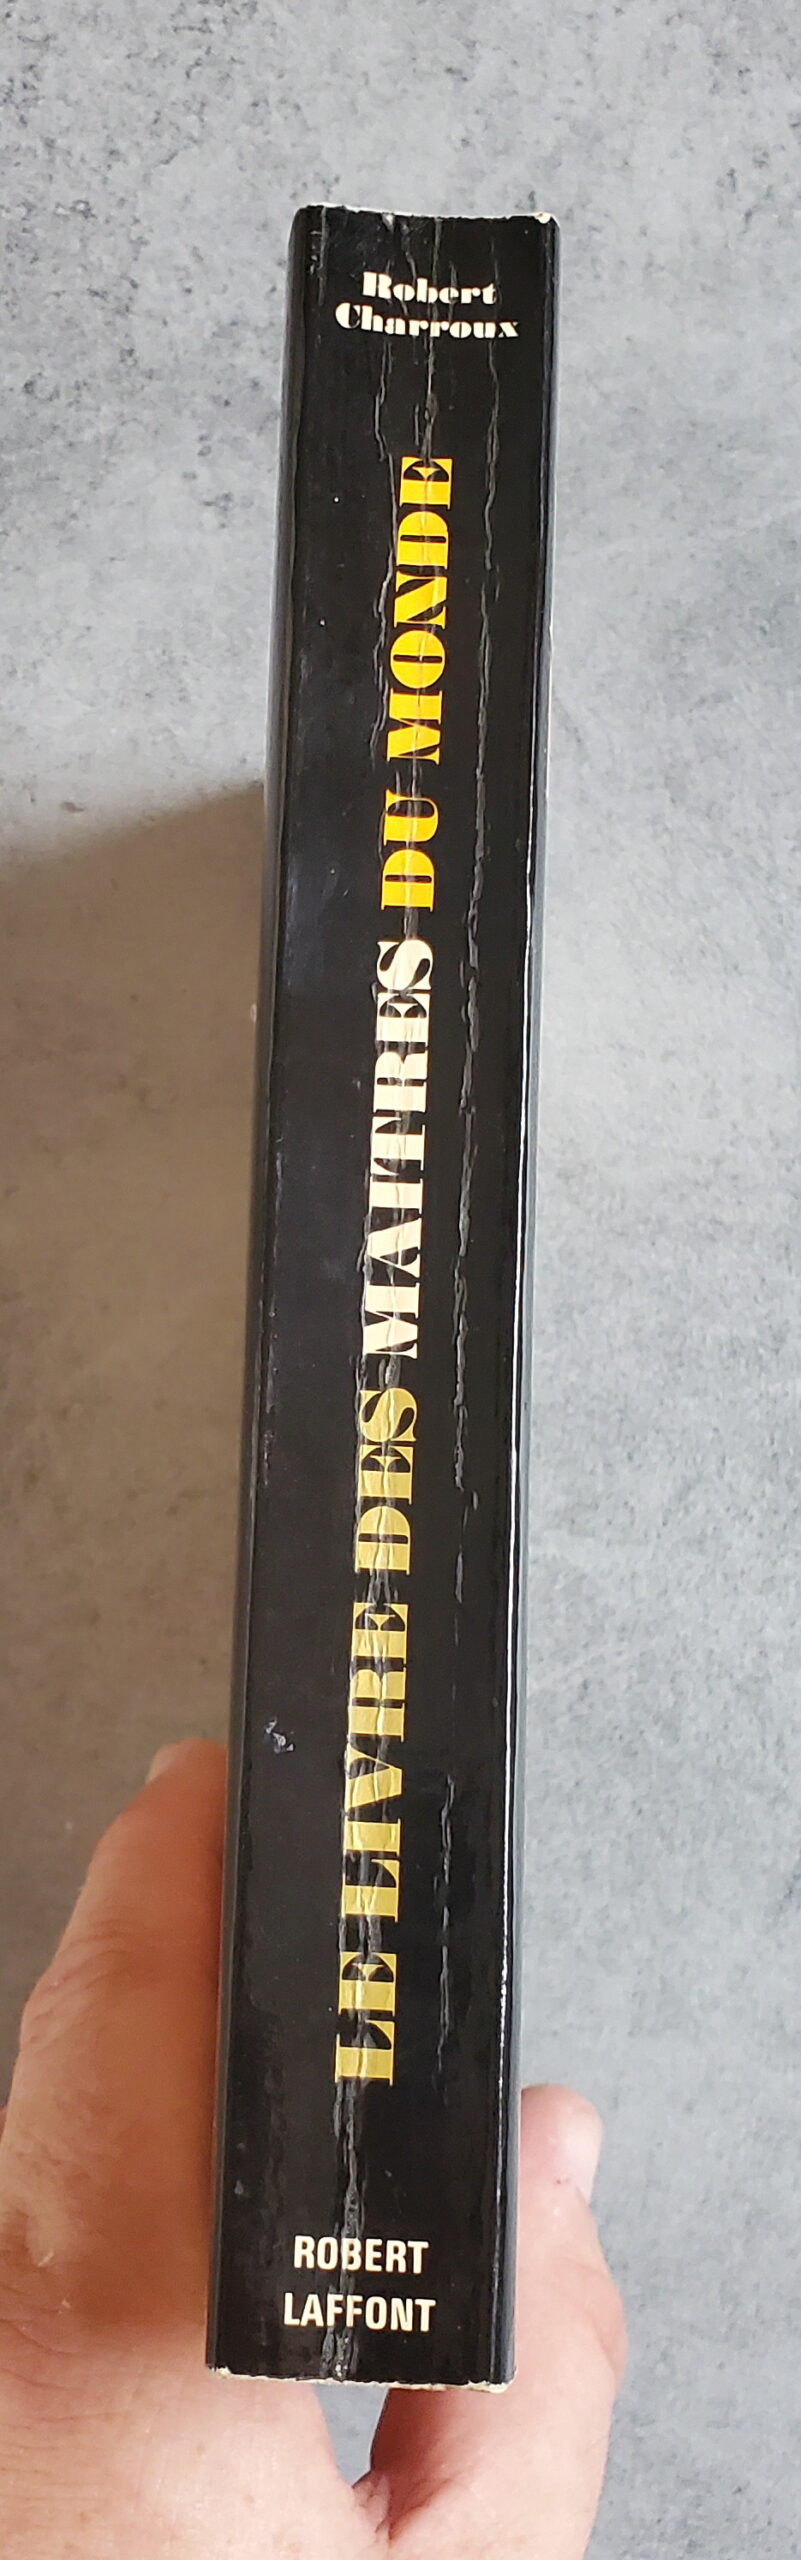 Robert
Charroux
LE LIVRE DES MAITRES DU MONDE
ROBERT
LAFFONT